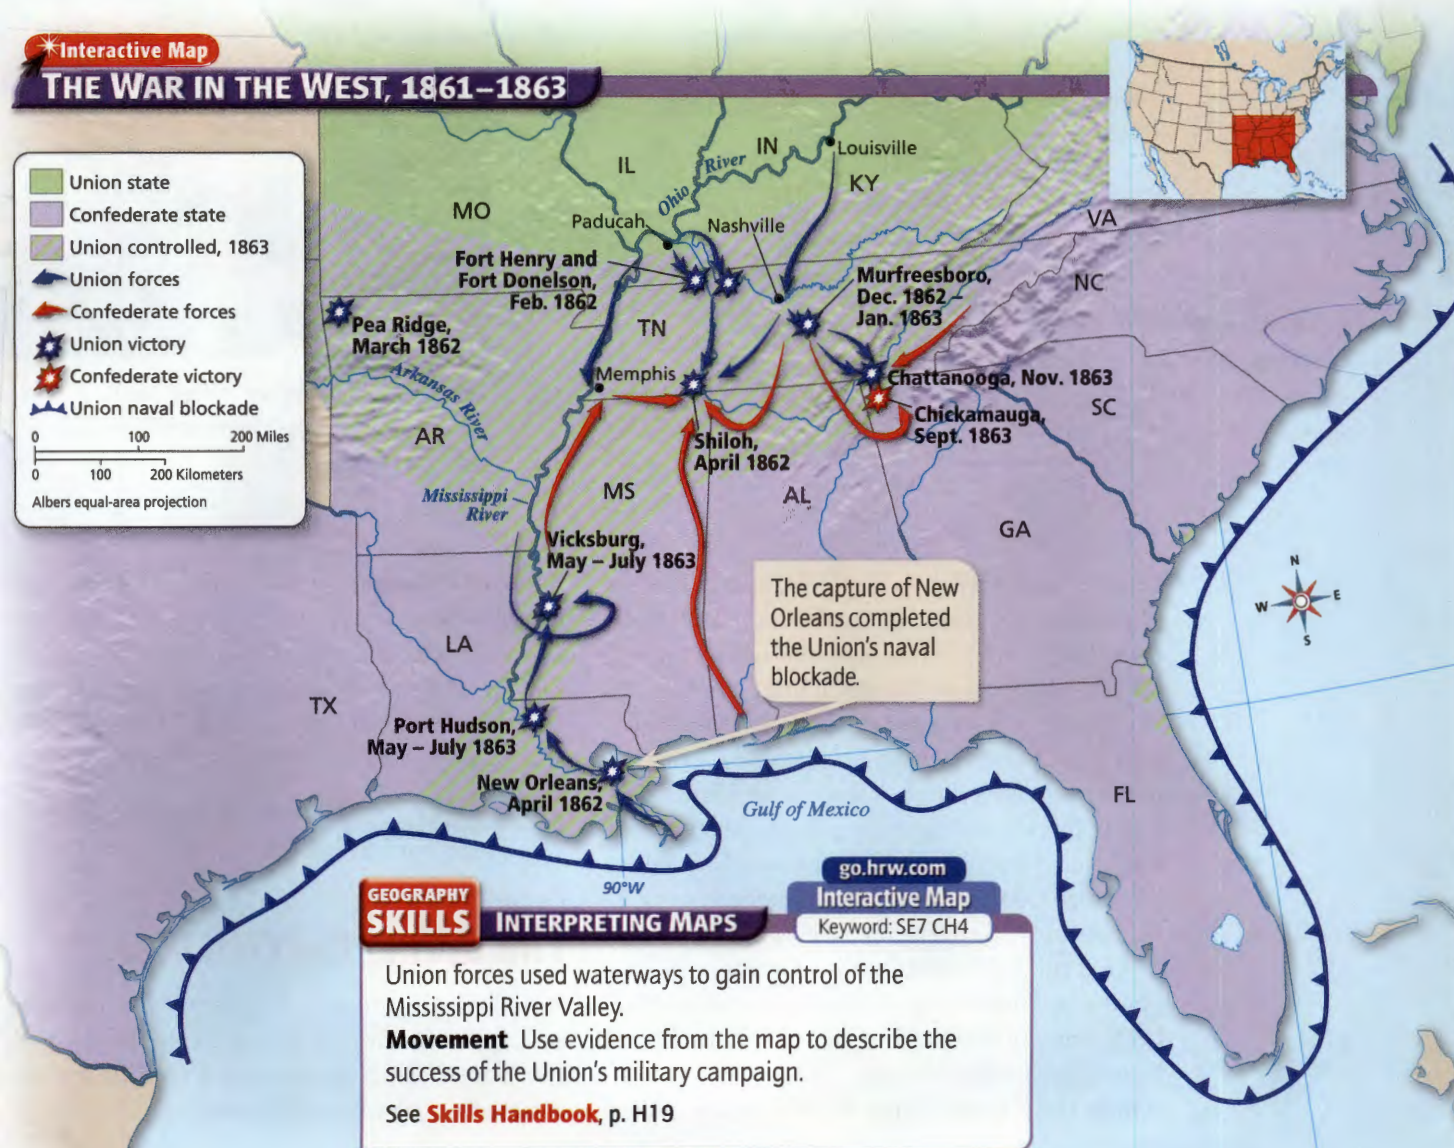 Interactive Map
THE WAR IN THE WEST, 1861–1863
Union state
Confederate state
Union controlled, 1863
Union forces
Confederate forces
Union victory
Confederate victory
Union naval blockade
0 100 200 Miles
0 100 200 Kilometers
Albers equal-area projection
IL
IN
Ohio River
Louisville
KY
MO
Paducah
Nashville
VA
Fort Henry and
Fort Donelson,
Feb. 1862
Murfreesboro,
Dec. 1862 –
Jan. 1863
NC
Pea Ridge,
March 1862
TN
Memphis
Arkansas River
Chattanooga, Nov. 1863
SC
Chickamauga,
Sept. 1863
AR
Shiloh,
April 1862
Mississippi
River
MS
AL
GA
Vicksburg,
May – July 1863
The capture of New
Orleans completed
the Union's naval
blockade.
N
W E
S
LA
TX
Port Hudson,
May – July 1863
New Orleans,
April 1862
FL
Gulf of Mexico
90°W
go.hrw.com
Interactive Map
Keyword: SE7 CH4
GEOGRAPHY
SKILLS
INTERPRETING MAPS
Union forces used waterways to gain control of the
Mississippi River Valley.
Movement Use evidence from the map to describe the
success of the Union's military campaign.
See Skills Handbook, p. H19